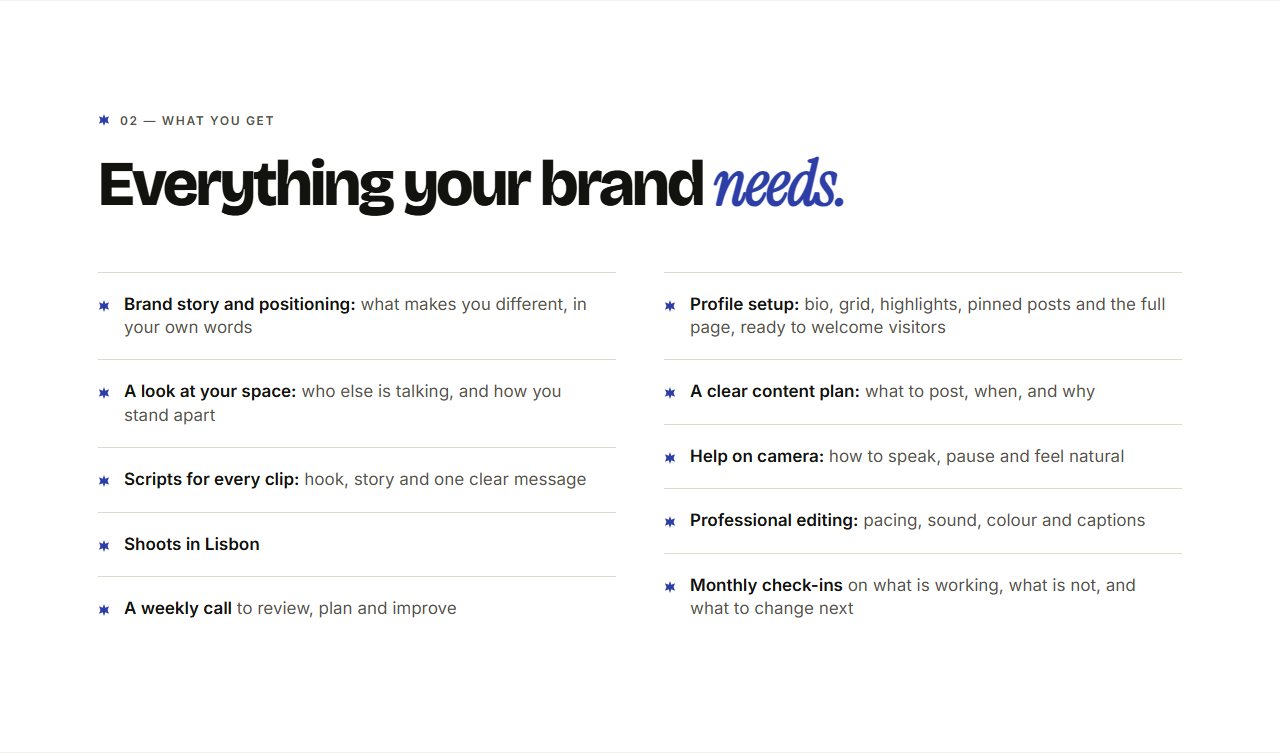 02 — WHAT YOU GET
Everything your brand needs.
Brand story and positioning: what makes you different, in
your own words
A look at your space: who else is talking, and how you
stand apart
Scripts for every clip: hook, story and one clear message
Shoots in Lisbon
A weekly call to review, plan and improve
Profile setup: bio, grid, highlights, pinned posts and the full
page, ready to welcome visitors
A clear content plan: what to post, when, and why
Help on camera: how to speak, pause and feel natural
Professional editing: pacing, sound, colour and captions
Monthly check-ins on what is working, what is not, and
what to change next